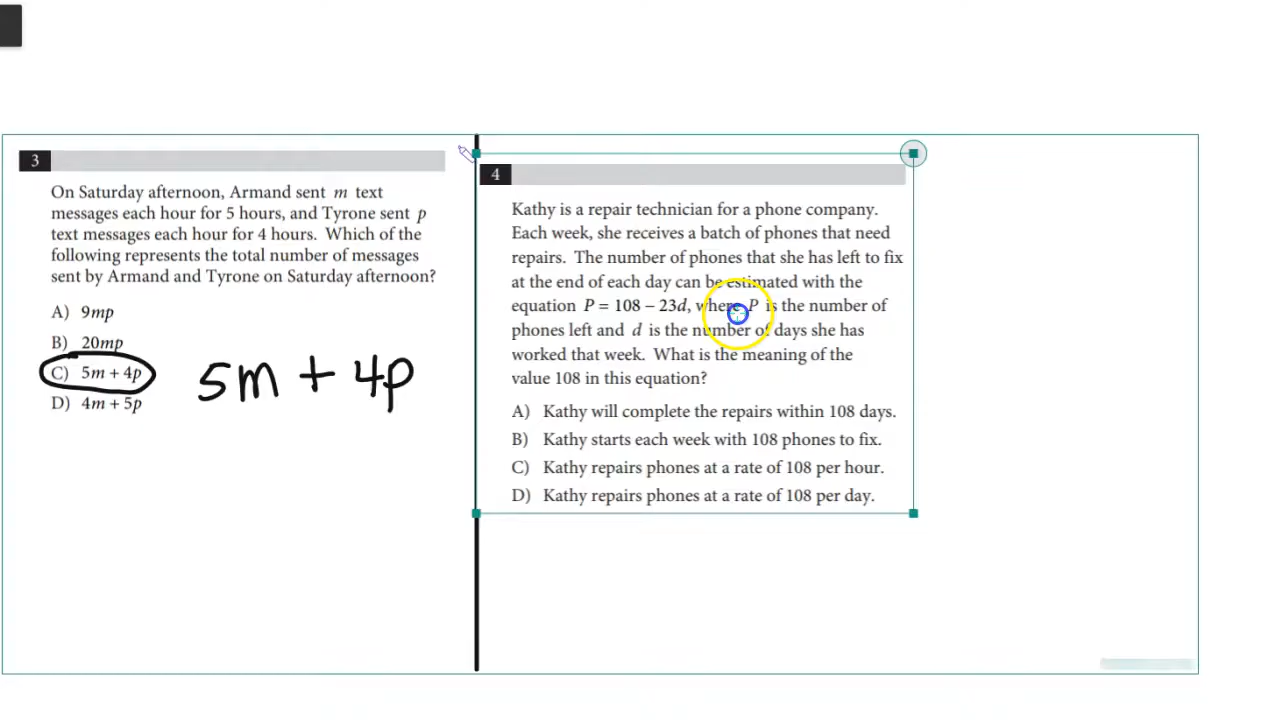 3
On Saturday afternoon, Armand sent m text
messages each hour for 5 hours, and Tyrone sent p
text messages each hour for 4 hours. Which of the
following represents the total number of messages
sent by Armand and Tyrone on Saturday afternoon?
A) 9mp
B) 20mp
C) 5m + 4p
D) 4m + 5p
5m + 4p
4
Kathy is a repair technician for a phone company.
Each week, she receives a batch of phones that need
repairs. The number of phones that she has left to fix
at the end of each day can be estimated with the
equation P = 108 − 23d, where P is the number of
phones left and d is the number of days she has
worked that week. What is the meaning of the
value 108 in this equation?
A) Kathy will complete the repairs within 108 days.
B) Kathy starts each week with 108 phones to fix.
C) Kathy repairs phones at a rate of 108 per hour.
D) Kathy repairs phones at a rate of 108 per day.